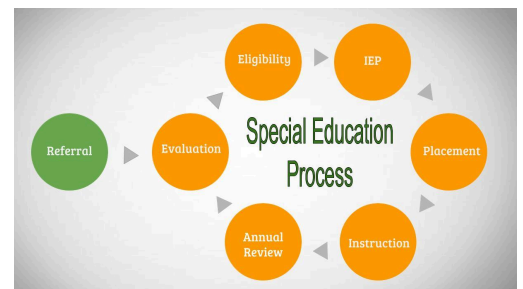 Referral
Evaluation
Eligibility
IEP
Placement
Instruction
Annual
Review
Special Education
Process